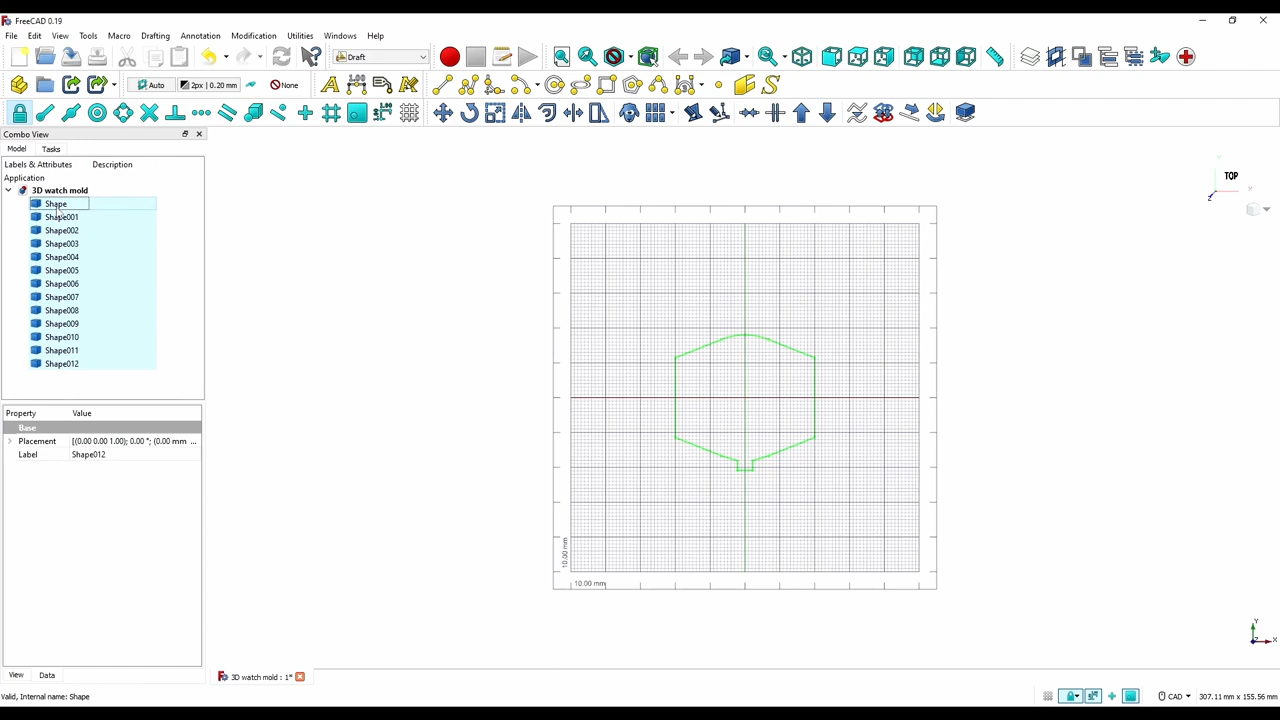 FreeCAD 0.19
File Edit View Tools Macro Drafting Annotation Modification Utilities Windows Help
Draft
Auto 2px | 0.20 mm None
Combo View
Model Tasks
Labels & Attributes Description
Application
3D watch mold
Shape
Shape001
Shape002
Shape003
Shape004
Shape005
Shape006
Shape007
Shape008
Shape009
Shape010
Shape011
Shape012
Property Value
Base
Placement [(0.00 0.00 1.00); 0.00 °; (0.00 mm ...
Label Shape012
View Data
TOP
Y
X
Z
10.00 mm
10.00 mm
Y
Z
X
3D watch mold : 1*
Valid, Internal name: Shape
CAD 307.11 mm x 155.56 mm